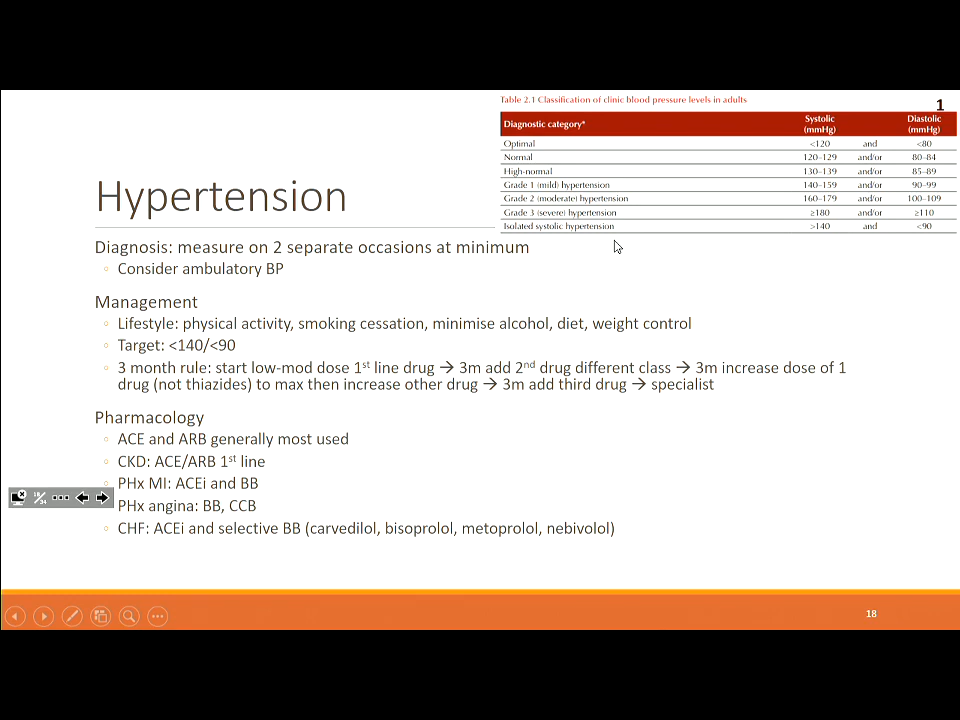 Table 2.1 Classification of clinic blood pressure levels in adults
1
Diagnostic category* Systolic (mmHg) Diastolic (mmHg)
Optimal <120 and <80
Normal 120–129 and/or 80–84
High-normal 130–139 and/or 85–89
Grade 1 (mild) hypertension 140–159 and/or 90–99
Grade 2 (moderate) hypertension 160–179 and/or 100–109
Grade 3 (severe) hypertension ≥180 and/or ≥110
Isolated systolic hypertension >140 and <90
Hypertension
Diagnosis: measure on 2 separate occasions at minimum
◦ Consider ambulatory BP
Management
◦ Lifestyle: physical activity, smoking cessation, minimise alcohol, diet, weight control
◦ Target: <140/<90
◦ 3 month rule: start low-mod dose 1st line drug → 3m add 2nd drug different class → 3m increase dose of 1
drug (not thiazides) to max then increase other drug → 3m add third drug → specialist
Pharmacology
◦ ACE and ARB generally most used
◦ CKD: ACE/ARB 1st line
◦ PHx MI: ACEi and BB
PHx angina: BB, CCB
◦ CHF: ACEi and selective BB (carvedilol, bisoprolol, metoprolol, nebivolol)
18